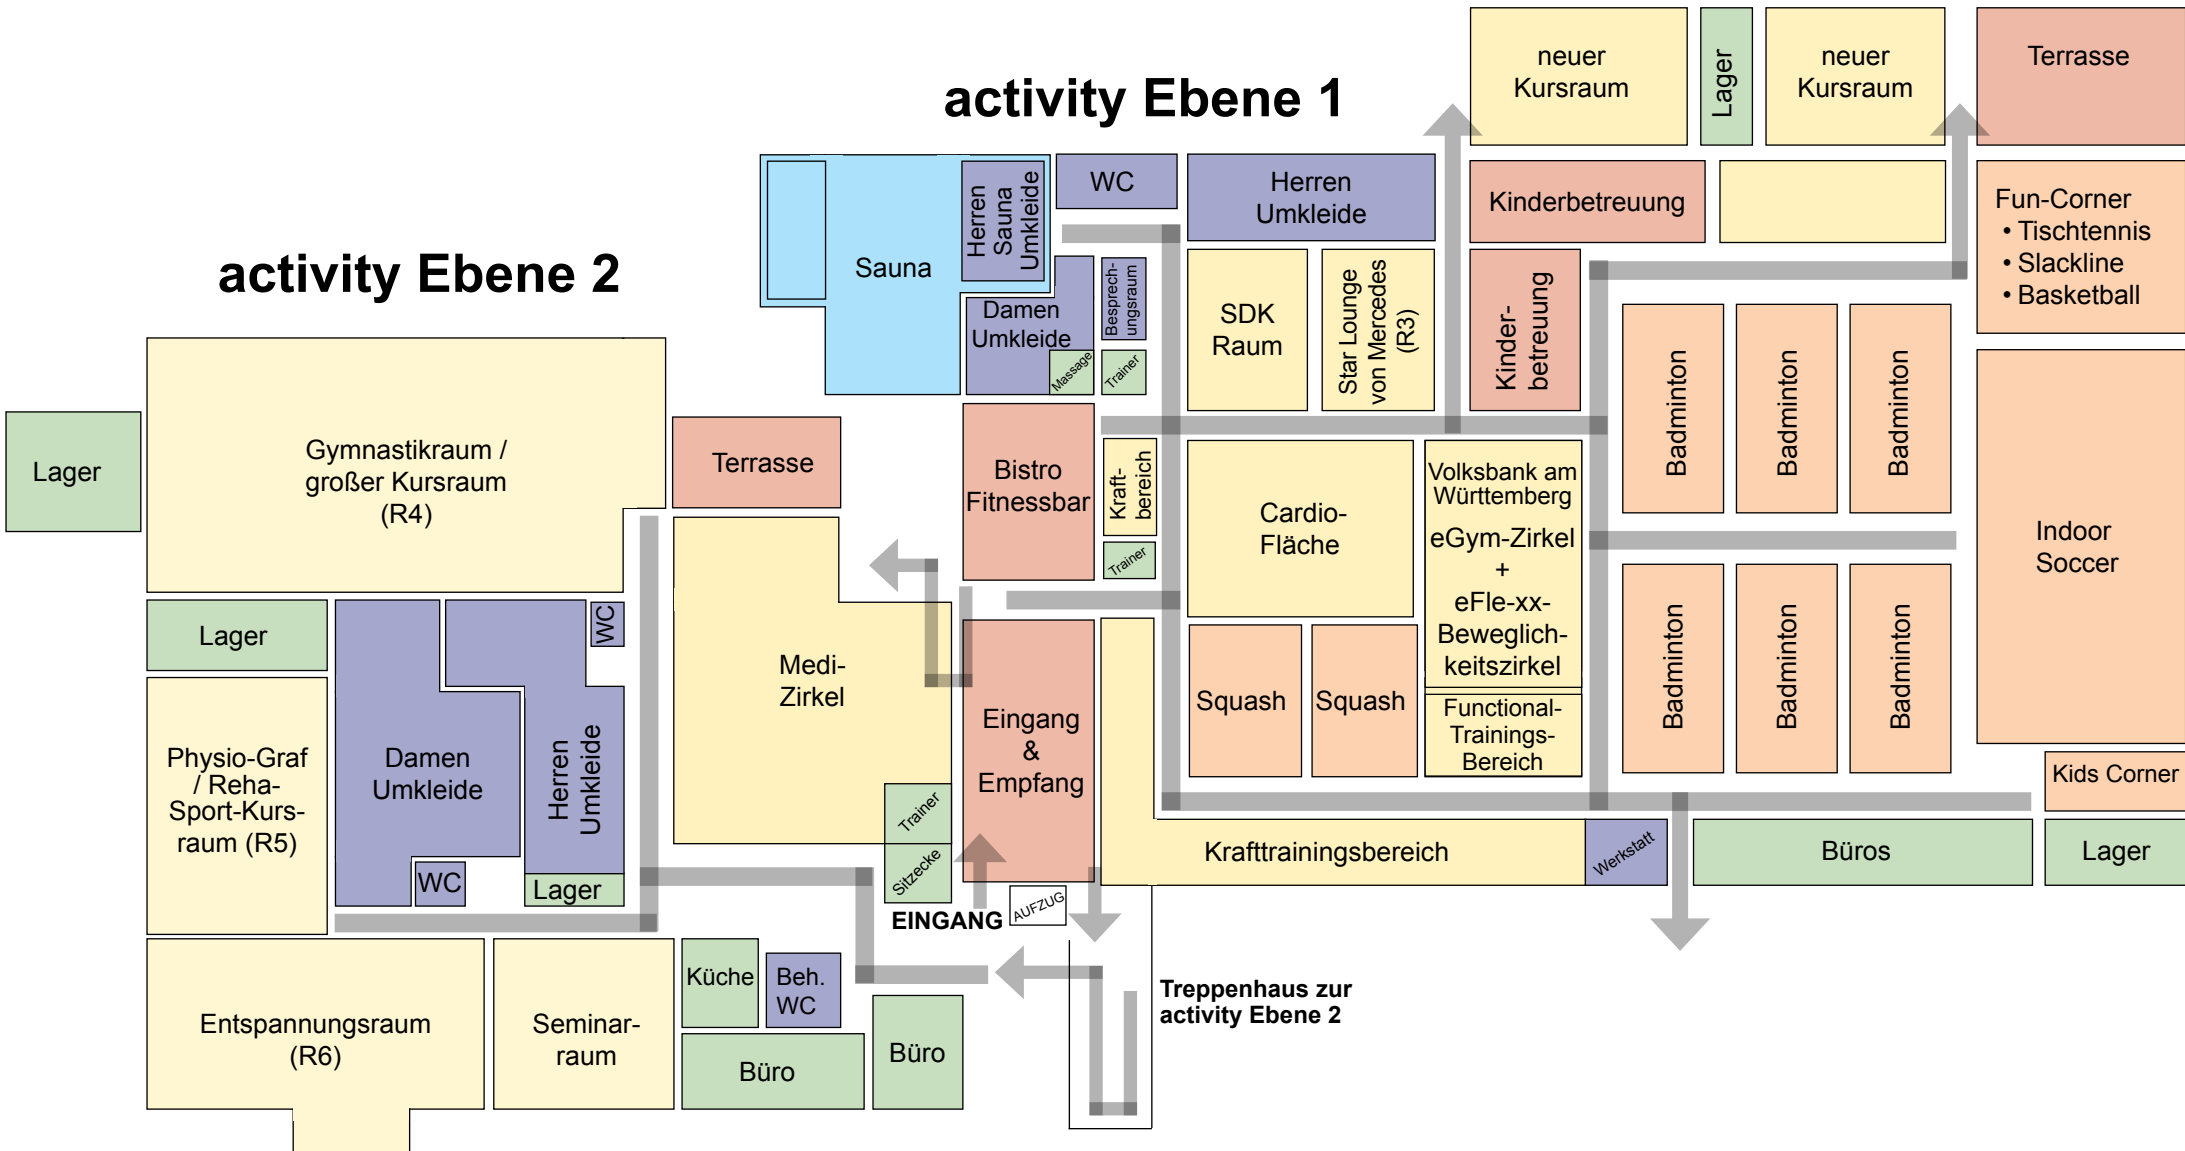 activity Ebene 1
activity Ebene 2
neuer
Kursraum
Lager
neuer
Kursraum
Terrasse
Sauna
Herren
Sauna
Umkleide
WC
Herren
Umkleide
Kinderbetreuung
Fun-Corner
• Tischtennis
• Slackline
• Basketball
Damen
Umkleide
Massage
Besprech-
ungsraum
Trainer
SDK
Raum
Star Lounge
von Mercedes
(R3)
Kinder-
betreuung
Badminton
Badminton
Badminton
Indoor
Soccer
Bistro
Fitnessbar
Kraft-
bereich
Trainer
Cardio-
Fläche
Volksbank am
Württemberg
eGym-Zirkel
+
eFle-xx-
Beweglich-
keitszirkel
Squash
Squash
Functional-
Trainings-
Bereich
Badminton
Badminton
Badminton
Kids Corner
Eingang
&
Empfang
Krafttrainingsbereich
Werkstatt
Büros
Lager
Lager
Gymnastikraum /
großer Kursraum
(R4)
Terrasse
Medi-
Zirkel
Trainer
Sitzecke
EINGANG
AUFZUG
Lager
WC
Physio-Graf
/ Reha-
Sport-Kurs-
raum (R5)
Damen
Umkleide
WC
Herren
Umkleide
Lager
Entspannungsraum
(R6)
Seminar-
raum
Küche
Beh.
WC
Büro
Büro
Treppenhaus zur
activity Ebene 2